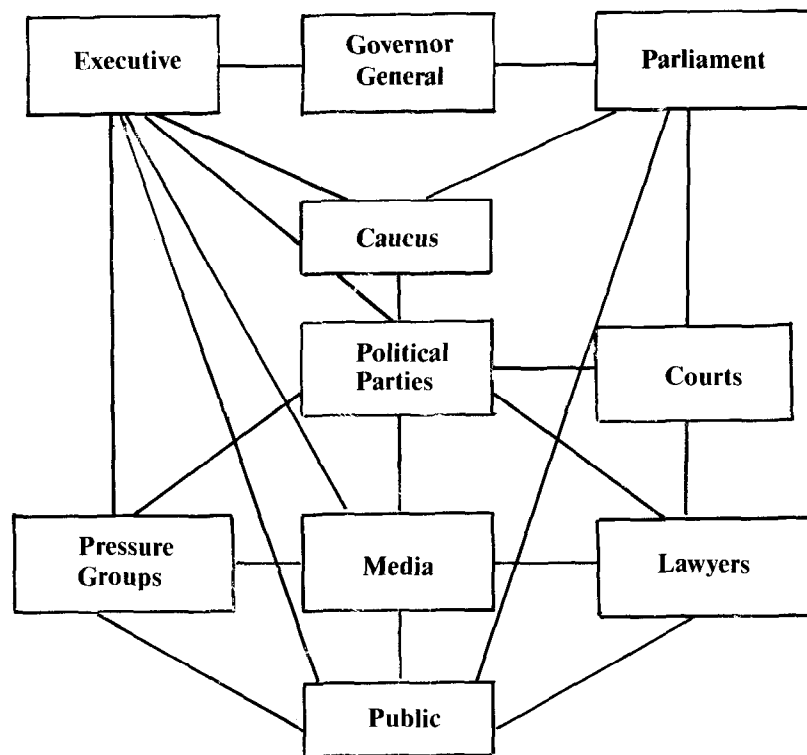 Executive
Governor
General
Parliament
Caucus
Political
Parties
Courts
Pressure
Groups
Media
Lawyers
Public